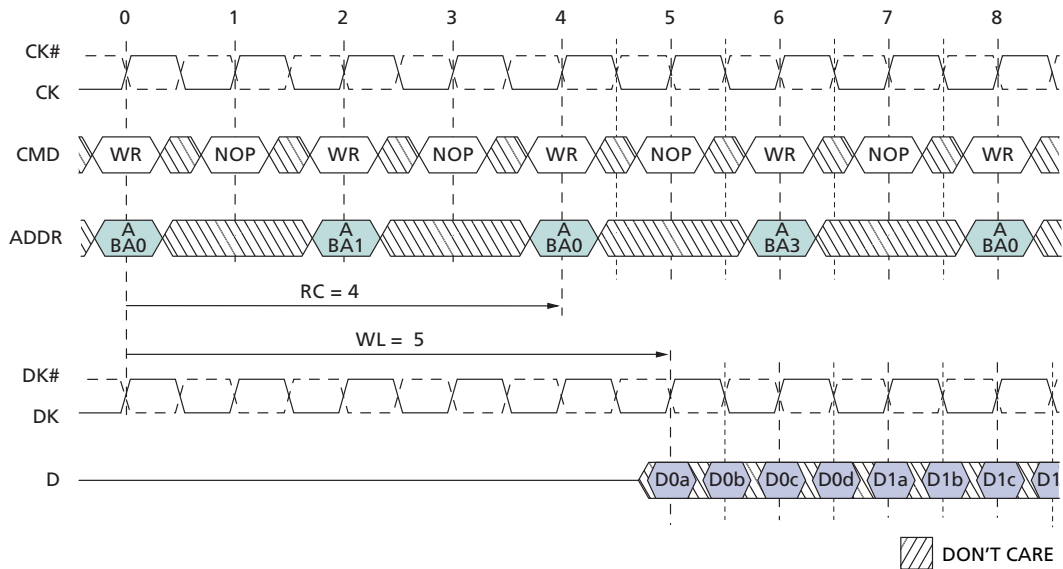 0 1 2 3 4 5 6 7 8
CK#
CK
CMD WR NOP WR NOP WR NOP WR NOP WR
ADDR A BA0 A BA1 A BA0 A BA3 A BA0
RC = 4
WL = 5
DK#
DK
D D0a D0b D0c D0d D1a D1b D1c D1
DON'T CARE